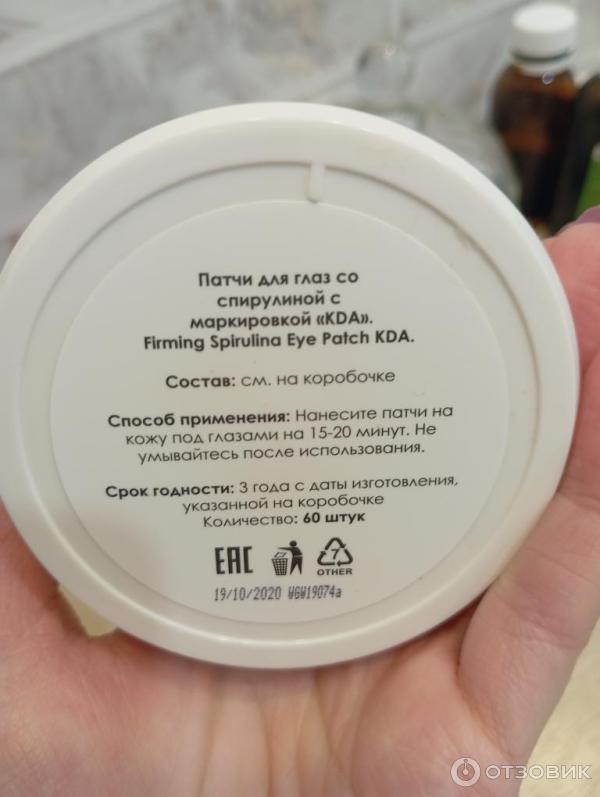 Патчи для глаз со
спирулиной с
маркировкой «KDA».
Firming Spirulina Eye Patch KDA.
Состав: см. на коробочке
Способ применения: Нанесите патчи на
кожу под глазами на 15-20 минут. Не
умывайтесь после использования.
Срок годности: 3 года с даты изготовления,
указанной на коробочке
Количество: 60 штук
EAC
7
OTHER
19/10/2020 WGW19074a
ОТЗОВИК